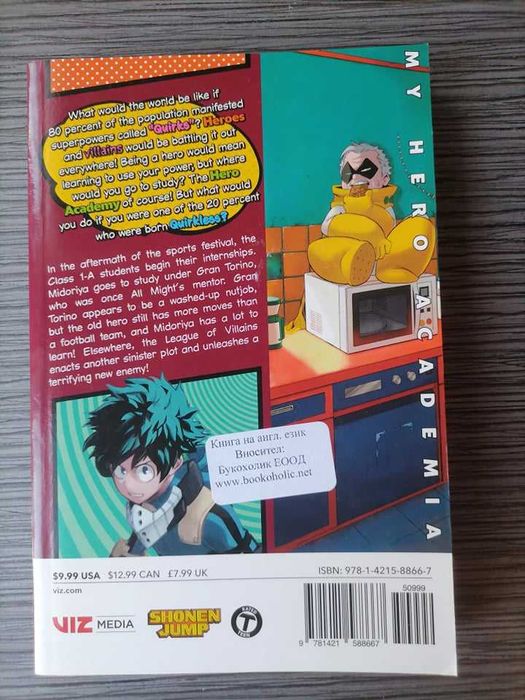 What would the world be like if
80 percent of the population manifested
superpowers called "Quirks"? Heroes
and villains would be battling it out
everywhere! Being a hero would mean
learning to use your power, but where
would you go to study? The Hero
Academy of course! But what would
you do if you were one of the 20 percent
who were born Quirkless?
In the aftermath of the sports festival, the
Class 1-A students begin their internships.
Midoriya goes to study under Gran Torino,
who was once All Might's mentor. Gran
Torino appears to be a washed-up nutjob,
but the old hero still has more moves than
a football team, and Midoriya has a lot to
learn! Elsewhere, the League of Villains
enacts another sinister plot and unleashes a
terrifying new enemy!
MY HERO ACADEMIA
Книга на англ. език
Вносител:
Букохолик ЕООД
www.bookoholic.net
$9.99 USA $12.99 CAN £7.99 UK
viz.com
ISBN: 978-1-4215-8866-7
50999
VIZ MEDIA
SHONEN
JUMP
RATED
T
TEEN
9 781421 588667